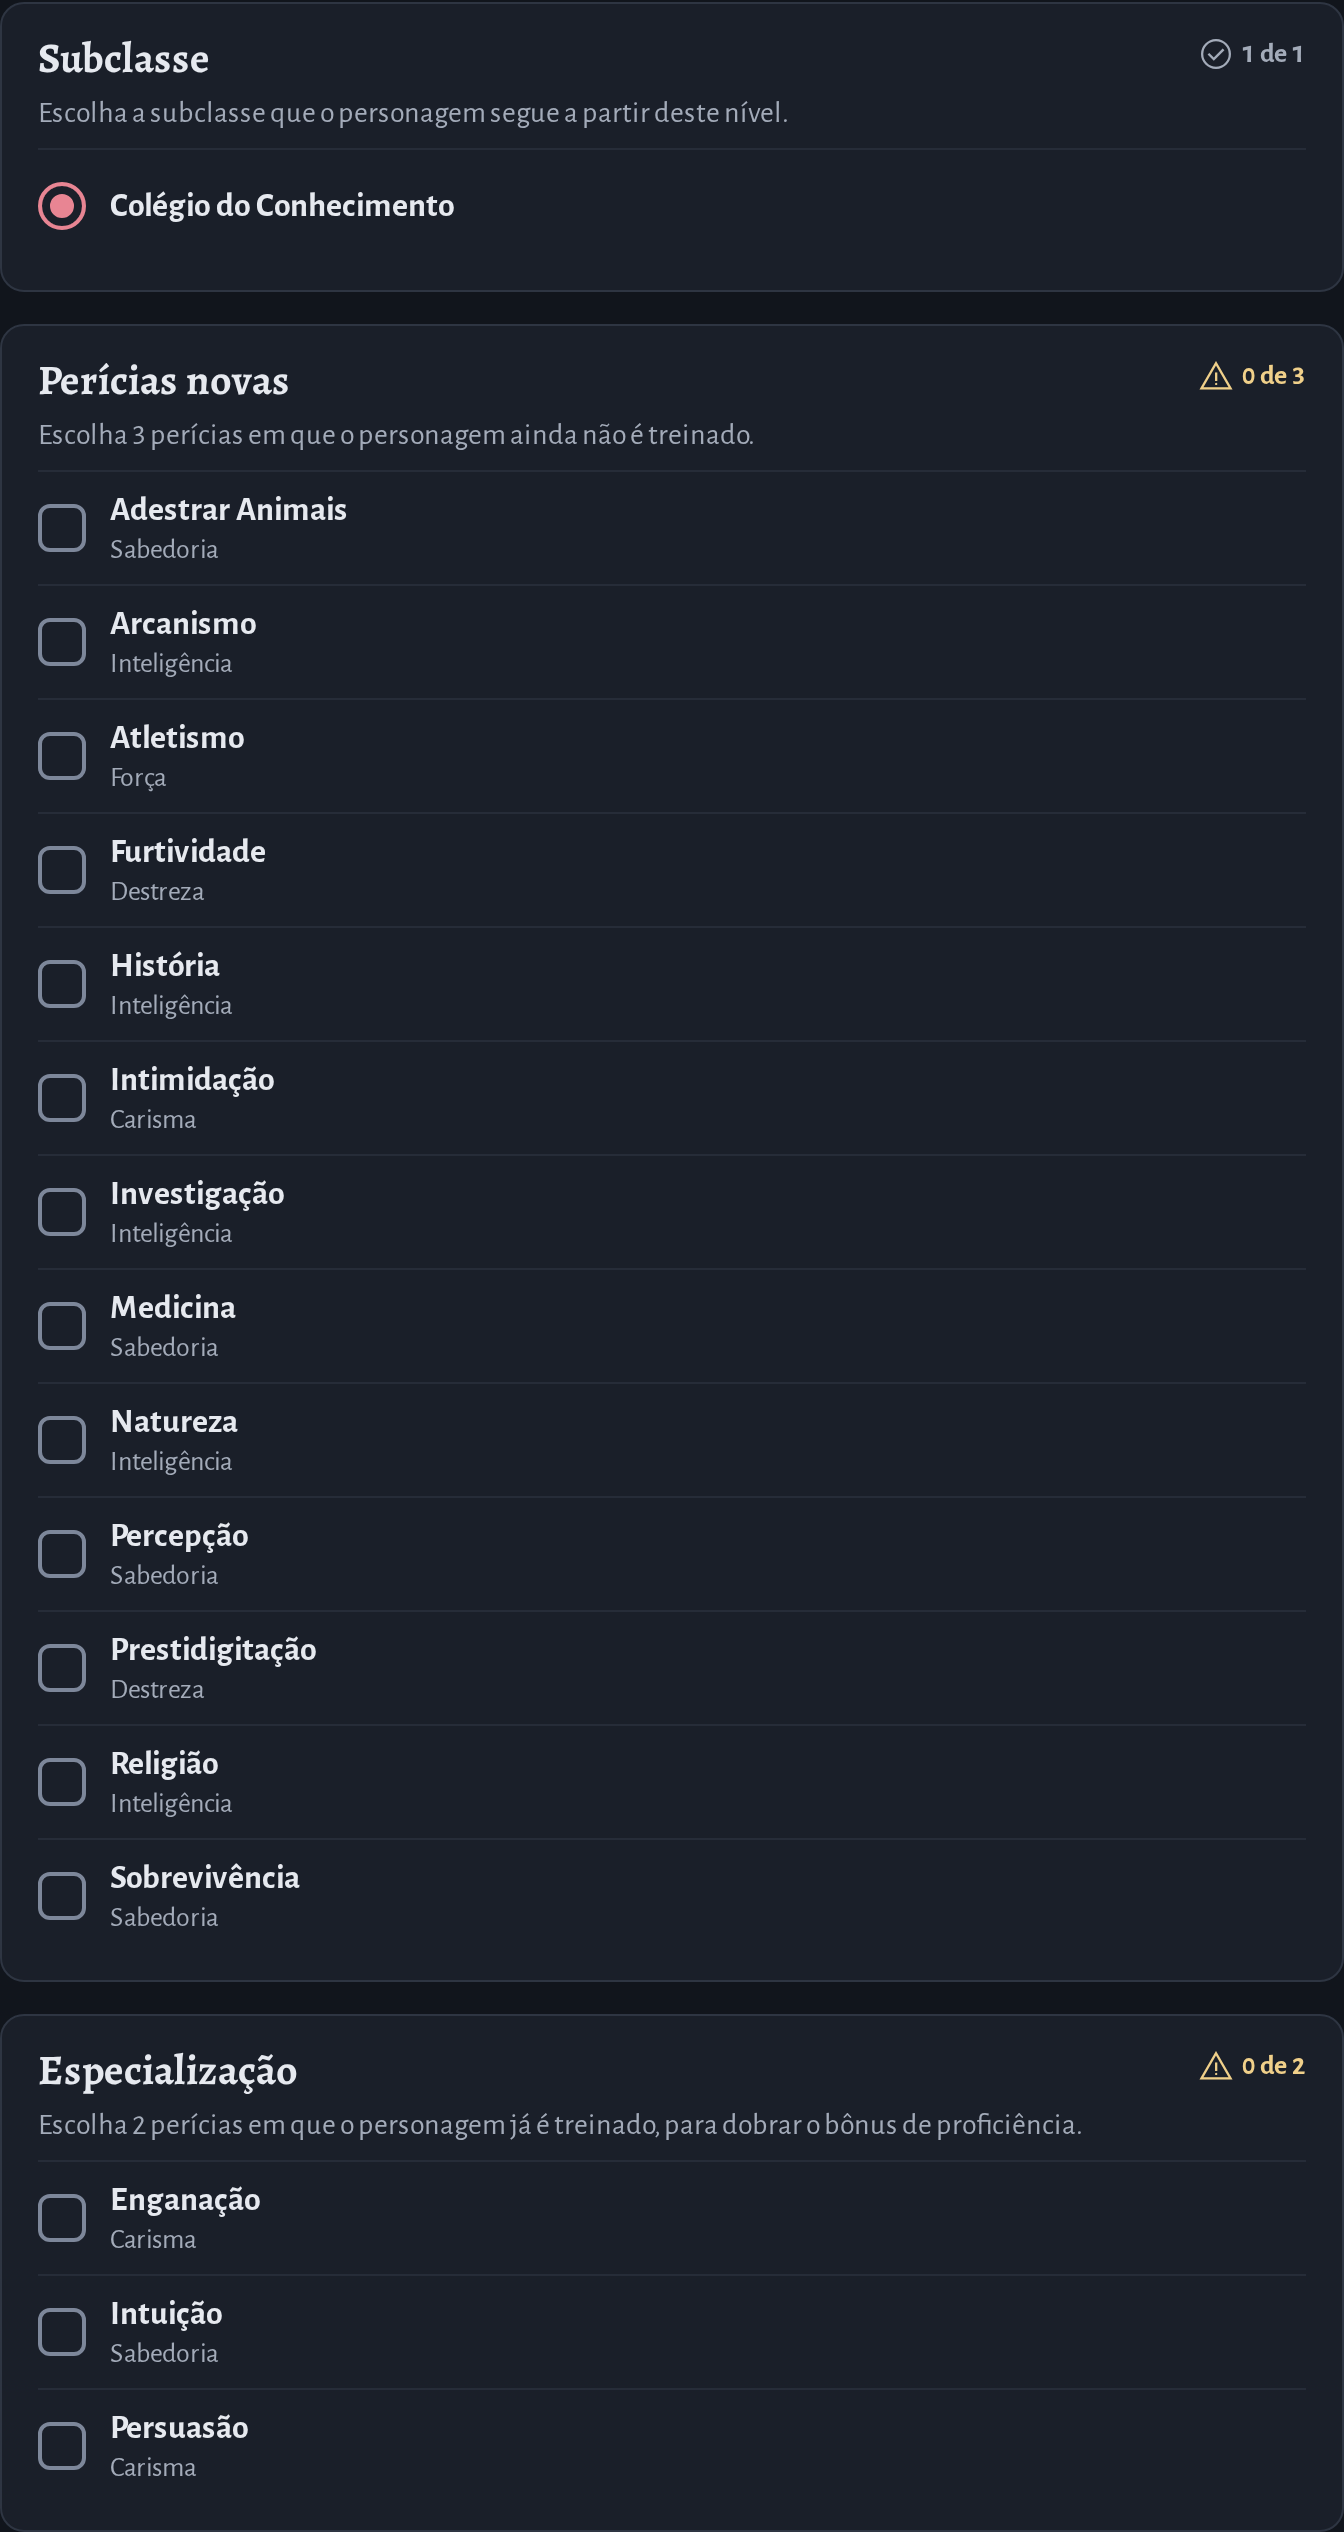 Subclasse
1 de 1
Escolha a subclasse que o personagem segue a partir deste nível.
Colégio do Conhecimento
Perícias novas
0 de 3
Escolha 3 perícias em que o personagem ainda não é treinado.
Adestrar Animais
Sabedoria
Arcanismo
Inteligência
Atletismo
Força
Furtividade
Destreza
História
Inteligência
Intimidação
Carisma
Investigação
Inteligência
Medicina
Sabedoria
Natureza
Inteligência
Percepção
Sabedoria
Prestidigitação
Destreza
Religião
Inteligência
Sobrevivência
Sabedoria
Especialização
0 de 2
Escolha 2 perícias em que o personagem já é treinado, para dobrar o bônus de proficiência.
Enganação
Carisma
Intuição
Sabedoria
Persuasão
Carisma